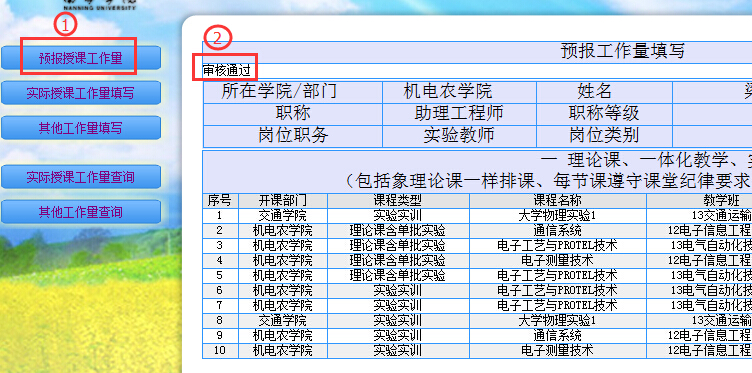 NANNING UNIVERSITY
①
预报授课工作量
实际授课工作量填写
其他工作量填写
实际授课工作量查询
其他工作量查询
②
预报工作量填写
审核通过
所在学院/部门 机电农学院 姓名
职称 助理工程师 职称等级
岗位职务 实验教师 岗位类别
一 理论课、一体化教学、
(包括象理论课一样排课、每节课遵守课堂纪律要求
序号 开课部门 课程类型 课程名称 教学班
1 交通学院 实验实训 大学物理实验1 13交通运输
2 机电农学院 理论课含单批实验 通信系统 12电子信息工程
3 机电农学院 理论课含单批实验 电子工艺与PROTEL技术 13电气自动化技
4 机电农学院 理论课含单批实验 电子测量技术 12电子信息工程
5 机电农学院 理论课含单批实验 电子工艺与PROTEL技术 13电气自动化技
6 机电农学院 实验实训 电子工艺与PROTEL技术 13电气自动化技
7 机电农学院 实验实训 电子工艺与PROTEL技术 13电气自动化技
8 交通学院 实验实训 大学物理实验1 13交通运输
9 机电农学院 实验实训 通信系统 12电子信息工程
10 机电农学院 实验实训 电子测量技术 12电子信息工程